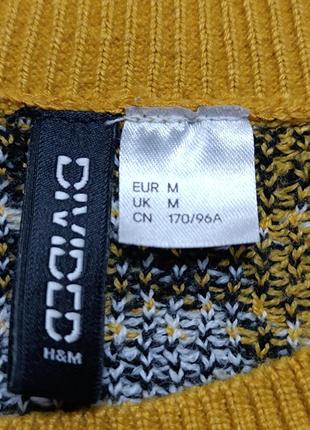 DIVIDED
H&M
EUR M
UK M
CN 170/96A